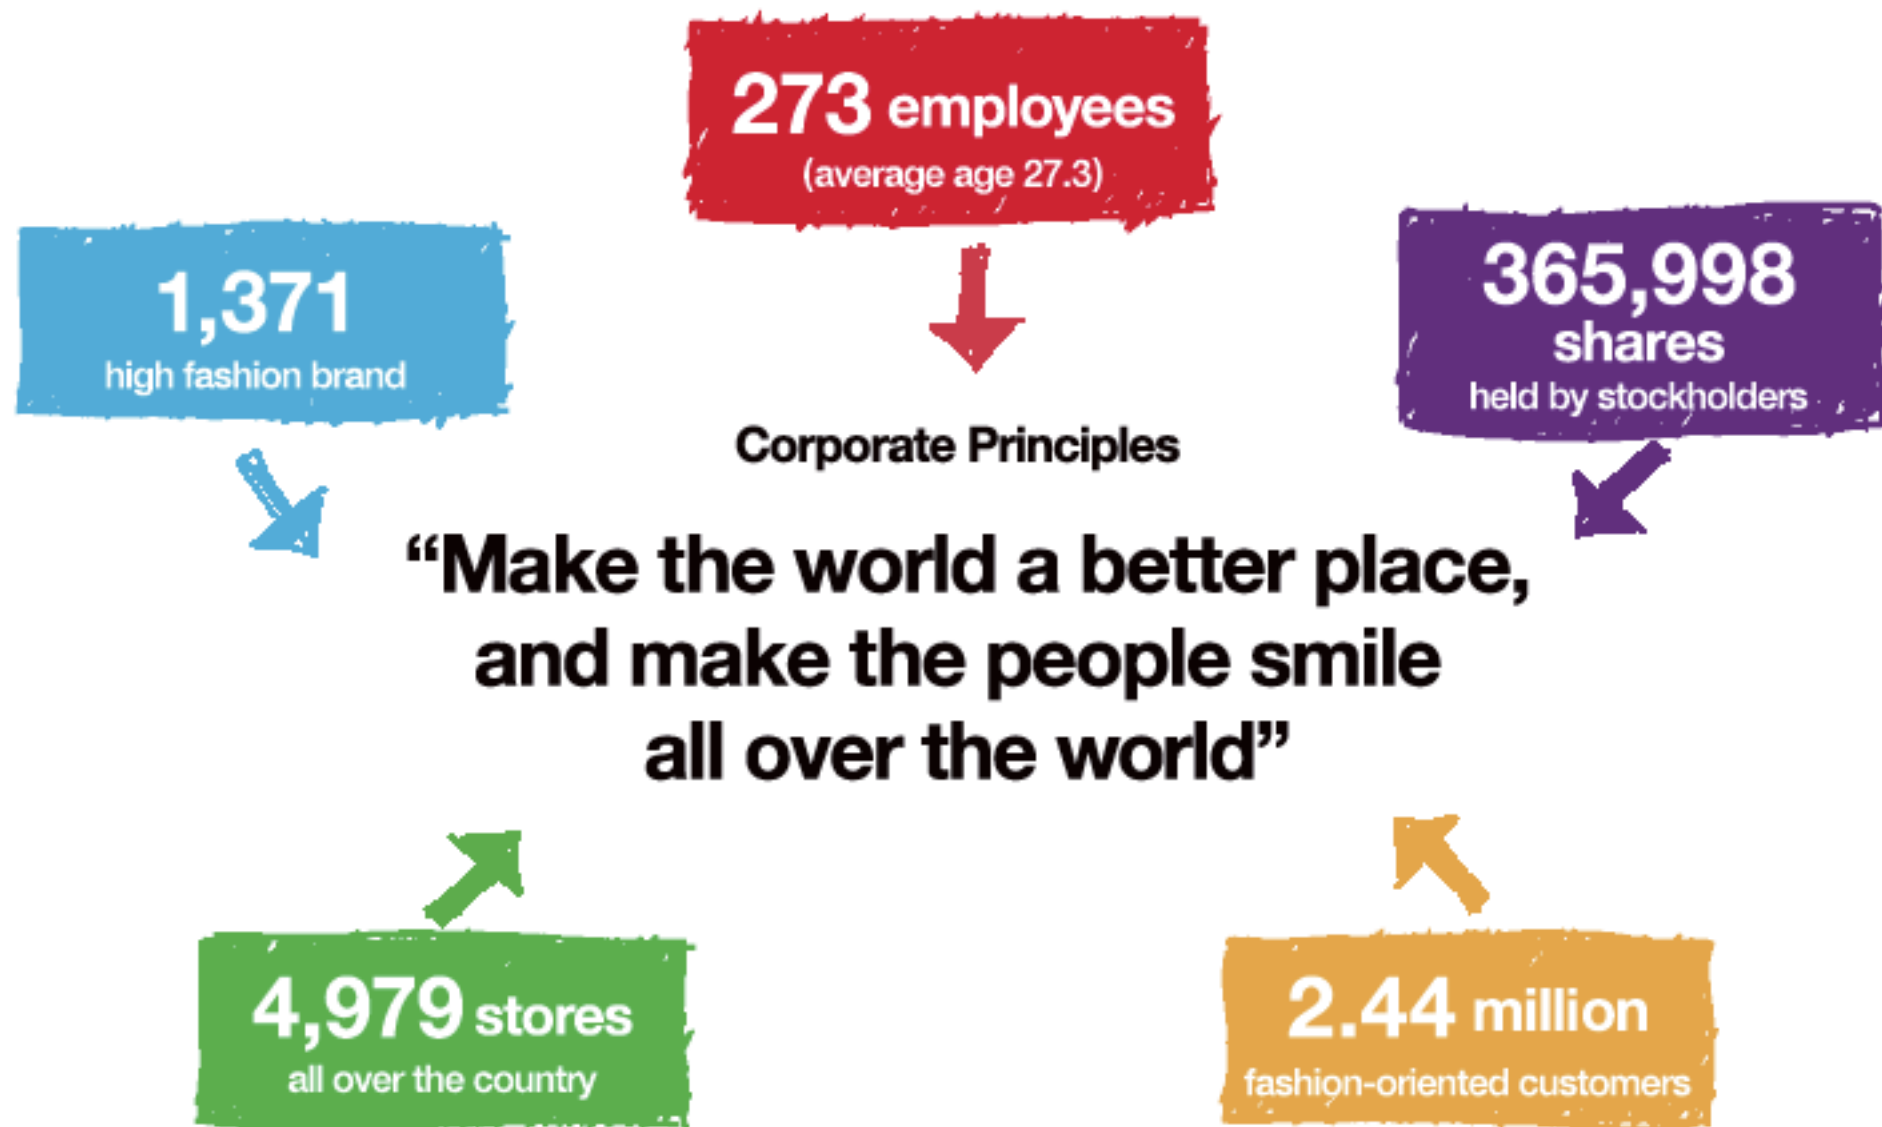 273 employees
(average age 27.3)
1,371
high fashion brand
365,998
shares
held by stockholders
Corporate Principles
“Make the world a better place,
and make the people smile
all over the world”
4,979 stores
all over the country
2.44 million
fashion-oriented customers